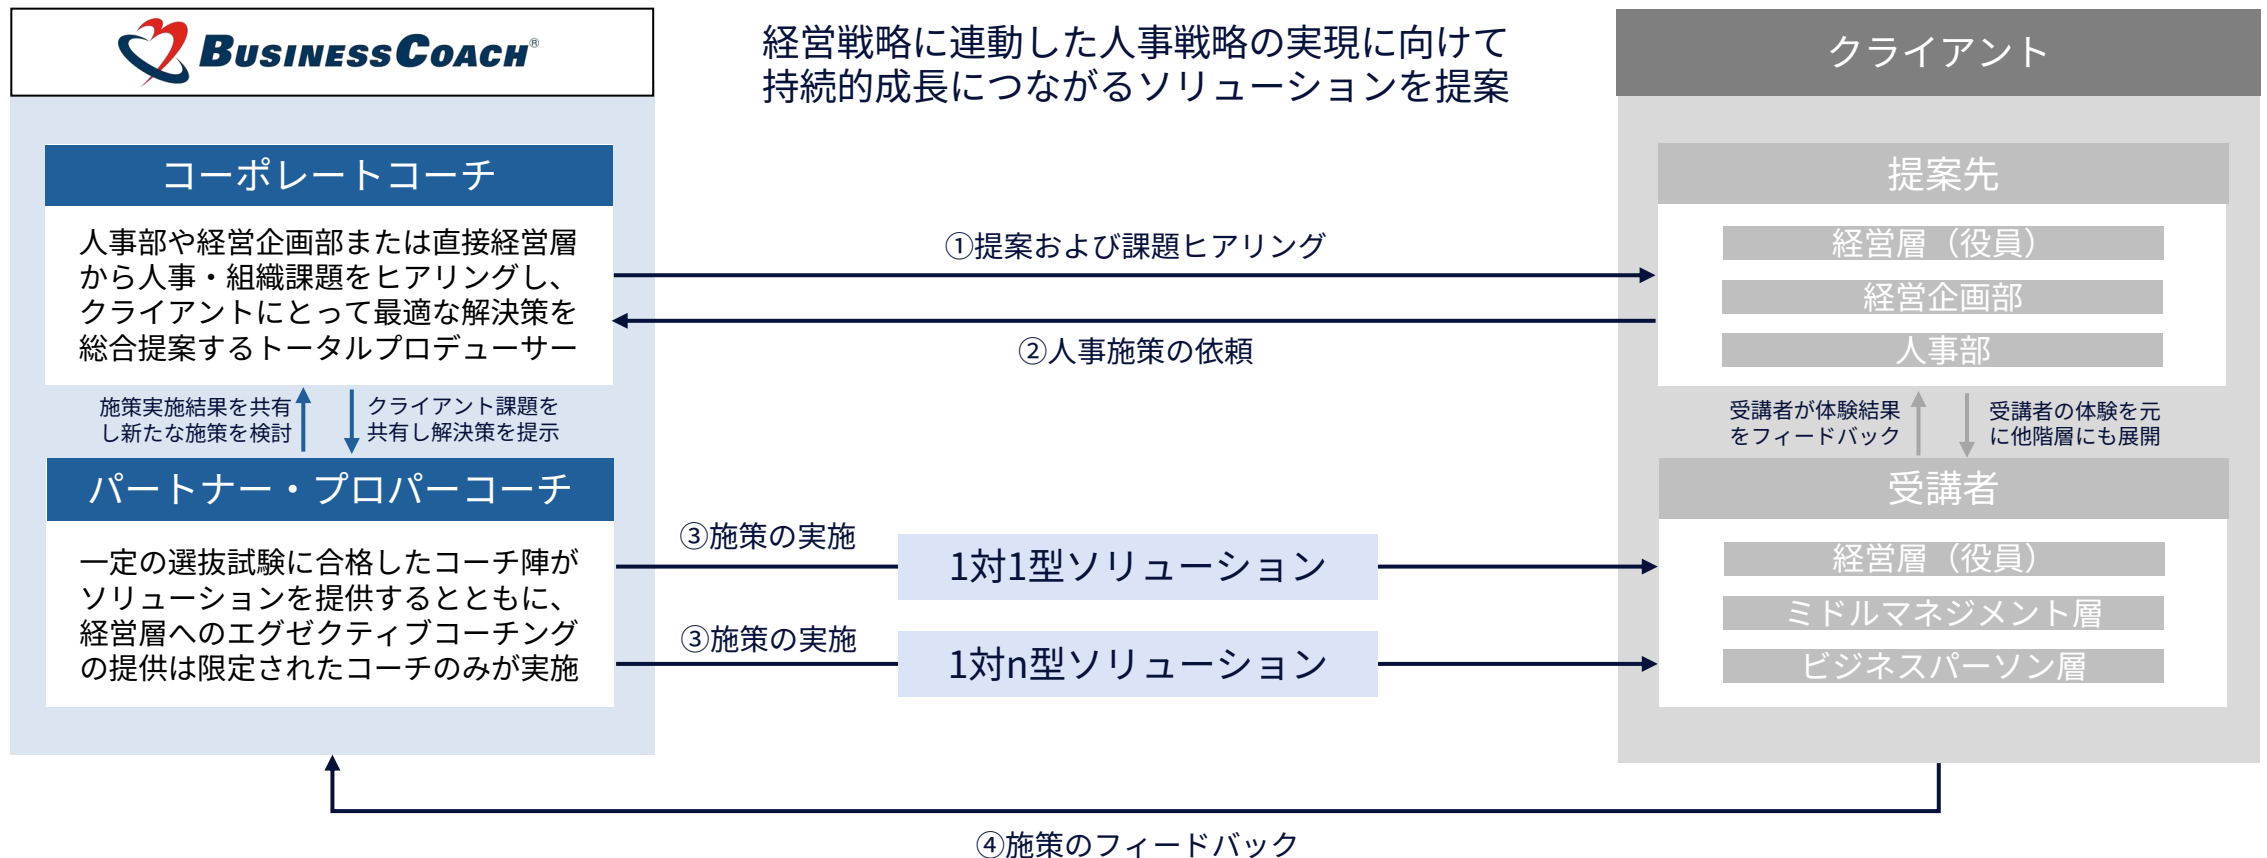 BUSINESSCOACH®
経営戦略に連動した人事戦略の実現に向けて
持続的成長につながるソリューションを提案
クライアント
コーポレートコーチ
人事部や経営企画部または直接経営層
から人事・組織課題をヒアリングし、
クライアントにとって最適な解決策を
総合提案するトータルプロデューサー
①提案および課題ヒアリング
②人事施策の依頼
提案先
経営層（役員）
経営企画部
人事部
施策実施結果を共有
し新たな施策を検討
クライアント課題を
共有し解決策を提示
受講者が体験結果
をフィードバック
受講者の体験を元
に他階層にも展開
パートナー・プロパーコーチ
一定の選抜試験に合格したコーチ陣が
ソリューションを提供するとともに、
経営層へのエグゼクティブコーチング
の提供は限定されたコーチのみが実施
③施策の実施
1対1型ソリューション
③施策の実施
1対n型ソリューション
受講者
経営層（役員）
ミドルマネジメント層
ビジネスパーソン層
④施策のフィードバック